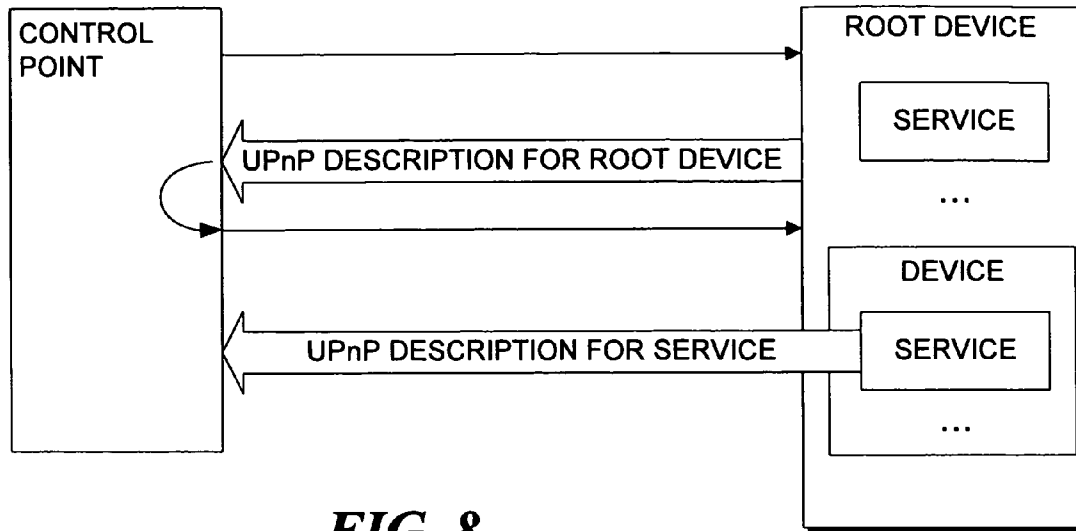 CONTROL
POINT
ROOT DEVICE
SERVICE
UPnP DESCRIPTION FOR ROOT DEVICE
...
DEVICE
UPnP DESCRIPTION FOR SERVICE
SERVICE
...
FIG. 8